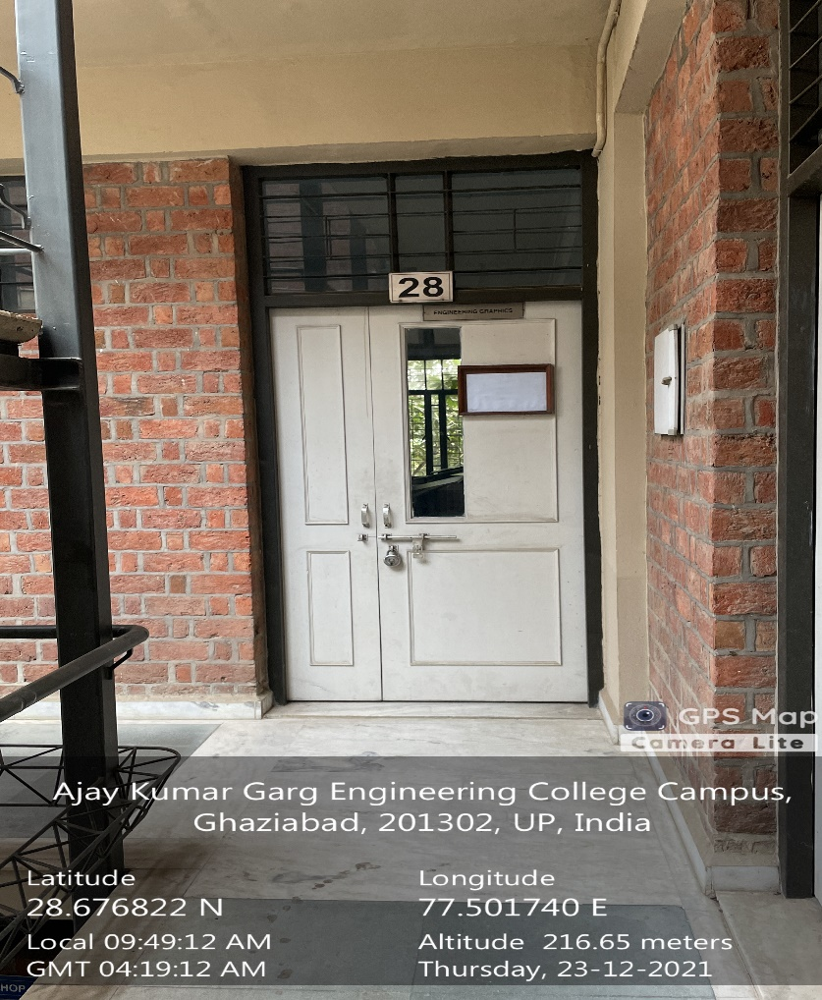 28
ENGINEERING GRAPHICS
GPS Map
Camera Lite
Ajay Kumar Garg Engineering College Campus,
Ghaziabad, 201302, UP, India
Latitude
28.676822 N
Longitude
77.501740 E
Local 09:49:12 AM
GMT 04:19:12 AM
Altitude 216.65 meters
Thursday, 23-12-2021
HOP